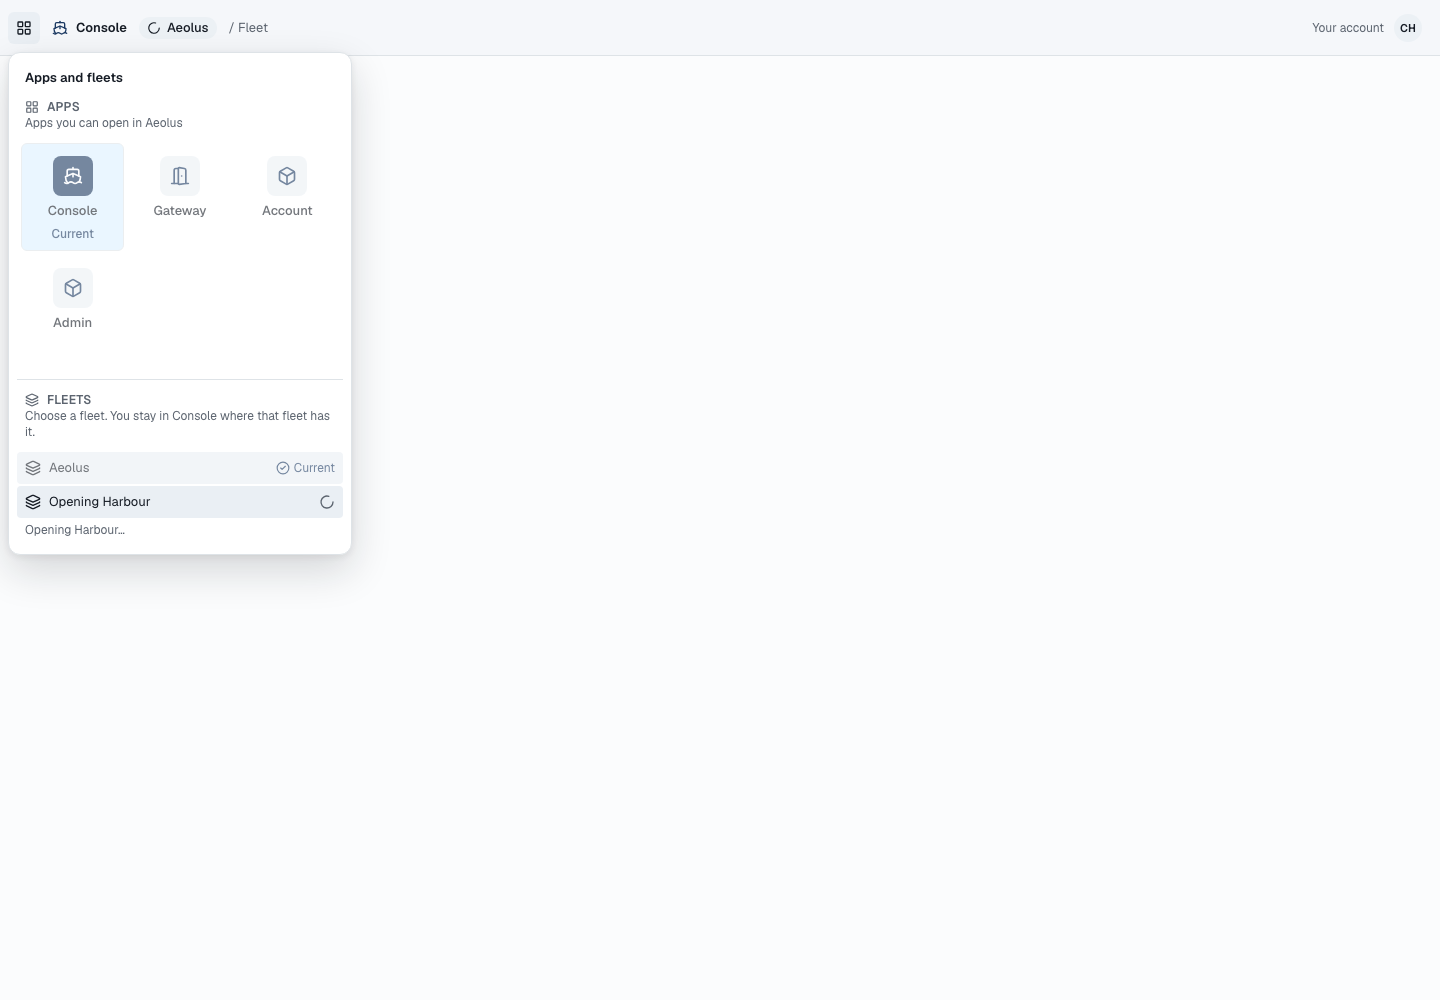 Console
Aeolus
/ Fleet
Your account
CH
Apps and fleets
APPS
Apps you can open in Aeolus
Console
Current
Gateway
Account
Admin
FLEETS
Choose a fleet. You stay in Console where that fleet has
it.
Aeolus
Current
Opening Harbour
Opening Harbour…